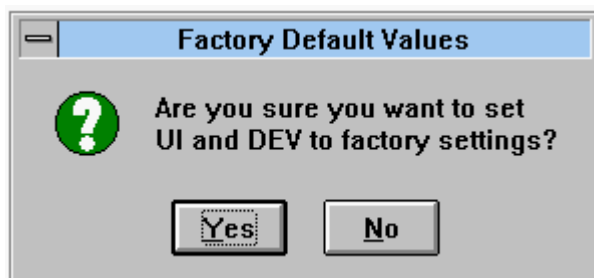 Factory Default Values
Are you sure you want to set
UI and DEV to factory settings?
Yes No